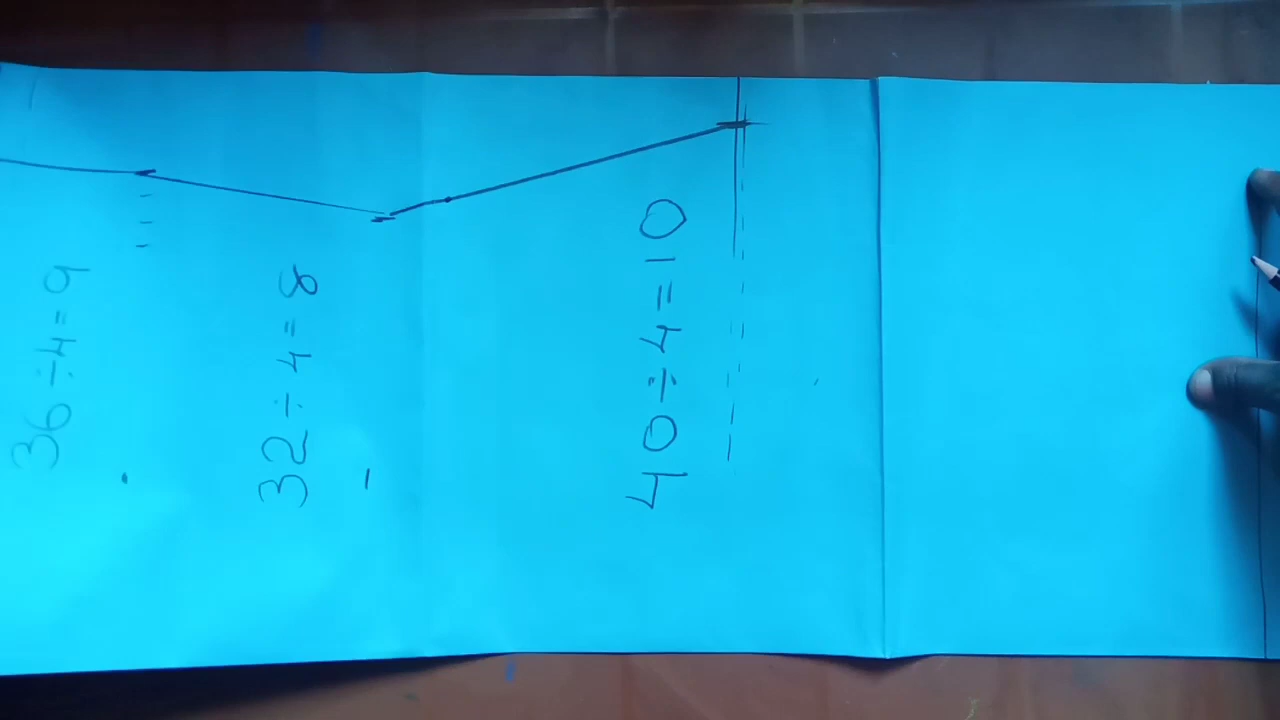 36 ÷ 4 = 9
32 ÷ 4 = 8
40 ÷ 4 = 10